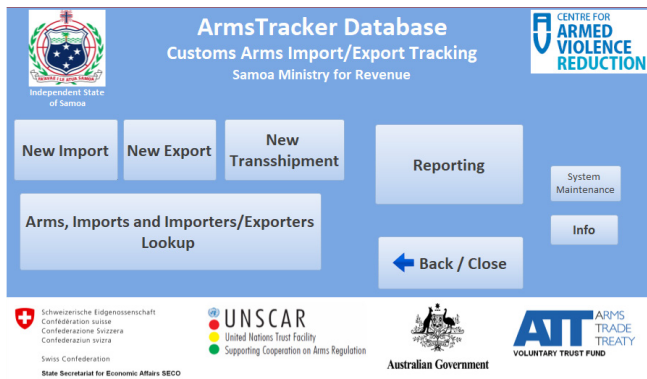 ArmsTracker Database
Customs Arms Import/Export Tracking
Samoa Ministry for Revenue
Independent State
of Samoa
CENTRE FOR
ARMED
VIOLENCE
REDUCTION
New Import
New Export
New
Transshipment
Reporting
System
Maintenance
Arms, Imports and Importers/Exporters
Lookup
Info
Back / Close
Schweizerische Eidgenossenschaft
Confédération suisse
Confederazione Svizzera
Confederaziun svizra
Swiss Confederation
State Secretariat for Economic Affairs SECO
UNSCAR
United Nations Trust Facility
Supporting Cooperation on Arms Regulation
Australian Government
ATT
ARMS
TRADE
TREATY
VOLUNTARY TRUST FUND